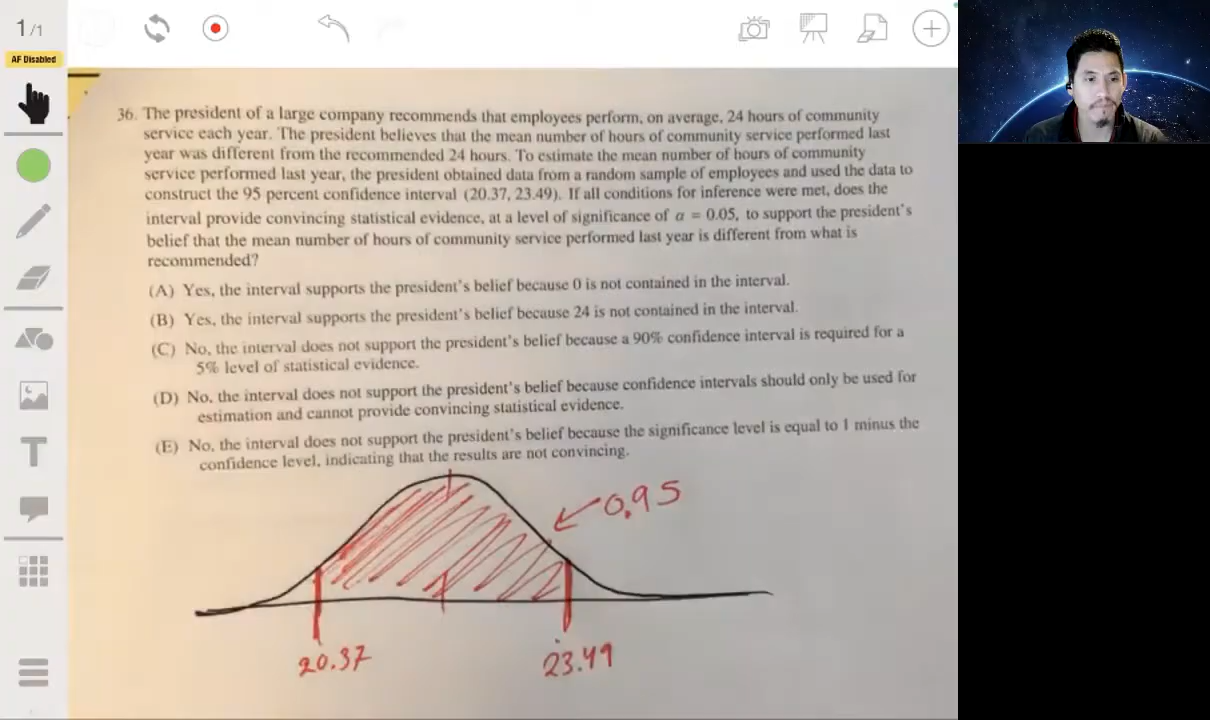 1/1
AF Disabled
36. The president of a large company recommends that employees perform, on average, 24 hours of community
service each year. The president believes that the mean number of hours of community service performed last
year was different from the recommended 24 hours. To estimate the mean number of hours of community
service performed last year, the president obtained data from a random sample of employees and used the data to
construct the 95 percent confidence interval (20.37, 23.49). If all conditions for inference were met, does the
interval provide convincing statistical evidence, at a level of significance of α = 0.05, to support the president's
belief that the mean number of hours of community service performed last year is different from what is
recommended?
(A) Yes, the interval supports the president's belief because 0 is not contained in the interval.
(B) Yes, the interval supports the president's belief because 24 is not contained in the interval.
(C) No, the interval does not support the president's belief because a 90% confidence interval is required for a
5% level of statistical evidence.
(D) No, the interval does not support the president's belief because confidence intervals should only be used for
estimation and cannot provide convincing statistical evidence.
(E) No, the interval does not support the president's belief because the significance level is equal to 1 minus the
confidence level, indicating that the results are not convincing.
0.95
20.37 23.49
T